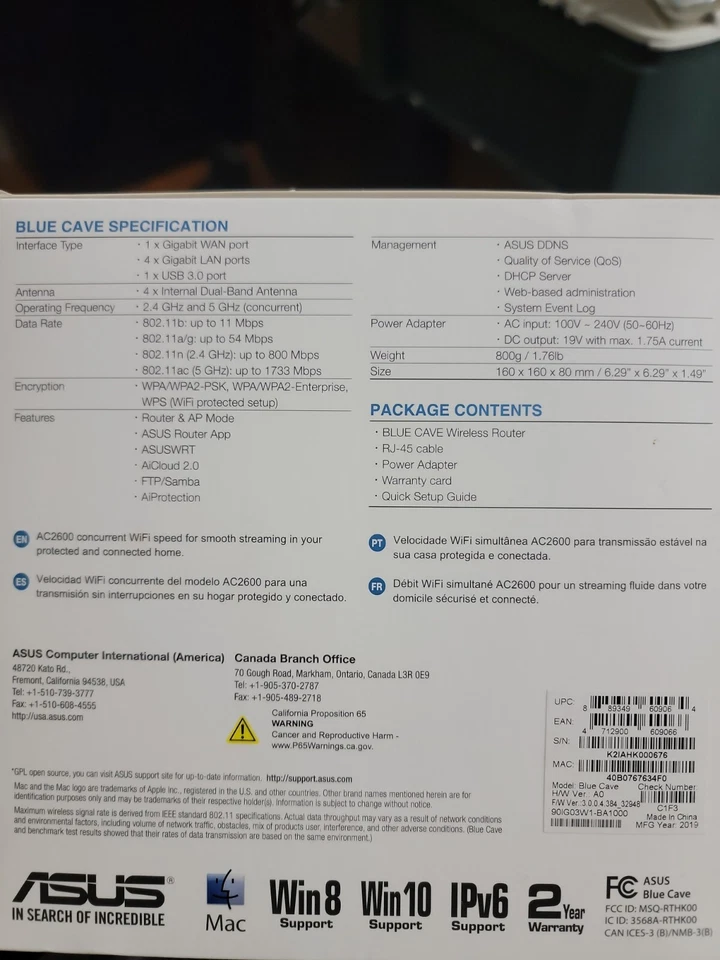 BLUE CAVE SPECIFICATION
Interface Type
· 1 x Gigabit WAN port
· 4 x Gigabit LAN ports
· 1 x USB 3.0 port
Antenna
· 4 x Internal Dual-Band Antenna
Operating Frequency
· 2.4 GHz and 5 GHz (concurrent)
Data Rate
· 802.11b: up to 11 Mbps
· 802.11a/g: up to 54 Mbps
· 802.11n (2.4 GHz): up to 800 Mbps
· 802.11ac (5 GHz): up to 1733 Mbps
Encryption
· WPA/WPA2-PSK, WPA/WPA2-Enterprise,
WPS (WiFi protected setup)
Features
· Router & AP Mode
· ASUS Router App
· ASUSWRT
· AiCloud 2.0
· FTP/Samba
· AiProtection
Management
· ASUS DDNS
· Quality of Service (QoS)
· DHCP Server
· Web-based administration
· System Event Log
Power Adapter
· AC input: 100V ~ 240V (50~60Hz)
· DC output: 19V with max. 1.75A current
Weight
800g / 1.76lb
Size
160 x 160 x 80 mm / 6.29" x 6.29" x 1.49"
PACKAGE CONTENTS
· BLUE CAVE Wireless Router
· RJ-45 cable
· Power Adapter
· Warranty card
· Quick Setup Guide
EN AC2600 concurrent WiFi speed for smooth streaming in your
protected and connected home.
ES Velocidad WiFi concurrente del modelo AC2600 para una
transmisión sin interrupciones en su hogar protegido y conectado.
PT Velocidade WiFi simultânea AC2600 para transmissão estável na
sua casa protegida e conectada.
FR Débit WiFi simultané AC2600 pour un streaming fluide dans votre
domicile sécurisé et connecté.
ASUS Computer International (America)
48720 Kato Rd.,
Fremont, California 94538, USA
Tel: +1-510-739-3777
Fax: +1-510-608-4555
http://usa.asus.com
Canada Branch Office
70 Gough Road, Markham, Ontario, Canada L3R 0E9
Tel: +1-905-370-2787
Fax: +1-905-489-2718
California Proposition 65
WARNING
Cancer and Reproductive Harm -
www.P65Warnings.ca.gov.
*GPL open source, you can visit ASUS support site for up-to-date information. http://support.asus.com
Mac and the Mac logo are trademarks of Apple Inc., registered in the U.S. and other countries. Other brand names mentioned herein are for
identification purposes only and may be trademarks of their respective holder(s). Information is subject to change without notice.
Maximum wireless signal rate is derived from IEEE standard 802.11 specifications. Actual data throughput may vary as a result of network conditions
and environmental factors, including volume of network traffic, obstacles, mix of products user, interference, and other adverse conditions. (Blue Cave
and benchmark test results showed that their rates of data transmission are based on the same environment.)
UPC:
8 89349 60906 4
EAN:
4 712900 609066
S/N:
K2IAHK000676
MAC:
40B0767634F0
Model: Blue Cave Check Number
H/W Ver.: A0
F/W Ver.:3.0.0.4.384_32948
C1F3
90IG03W1-BA1000
Made In China
MFG Year: 2019
ASUS®
IN SEARCH OF INCREDIBLE
Mac
Win8
Support
Win10
Support
IPv6
Support
2 Year
Warranty
FC ASUS
Blue Cave
FCC ID: MSQ-RTHK00
IC ID: 3568A-RTHK00
CAN ICES-3 (B)/NMB-3(B)